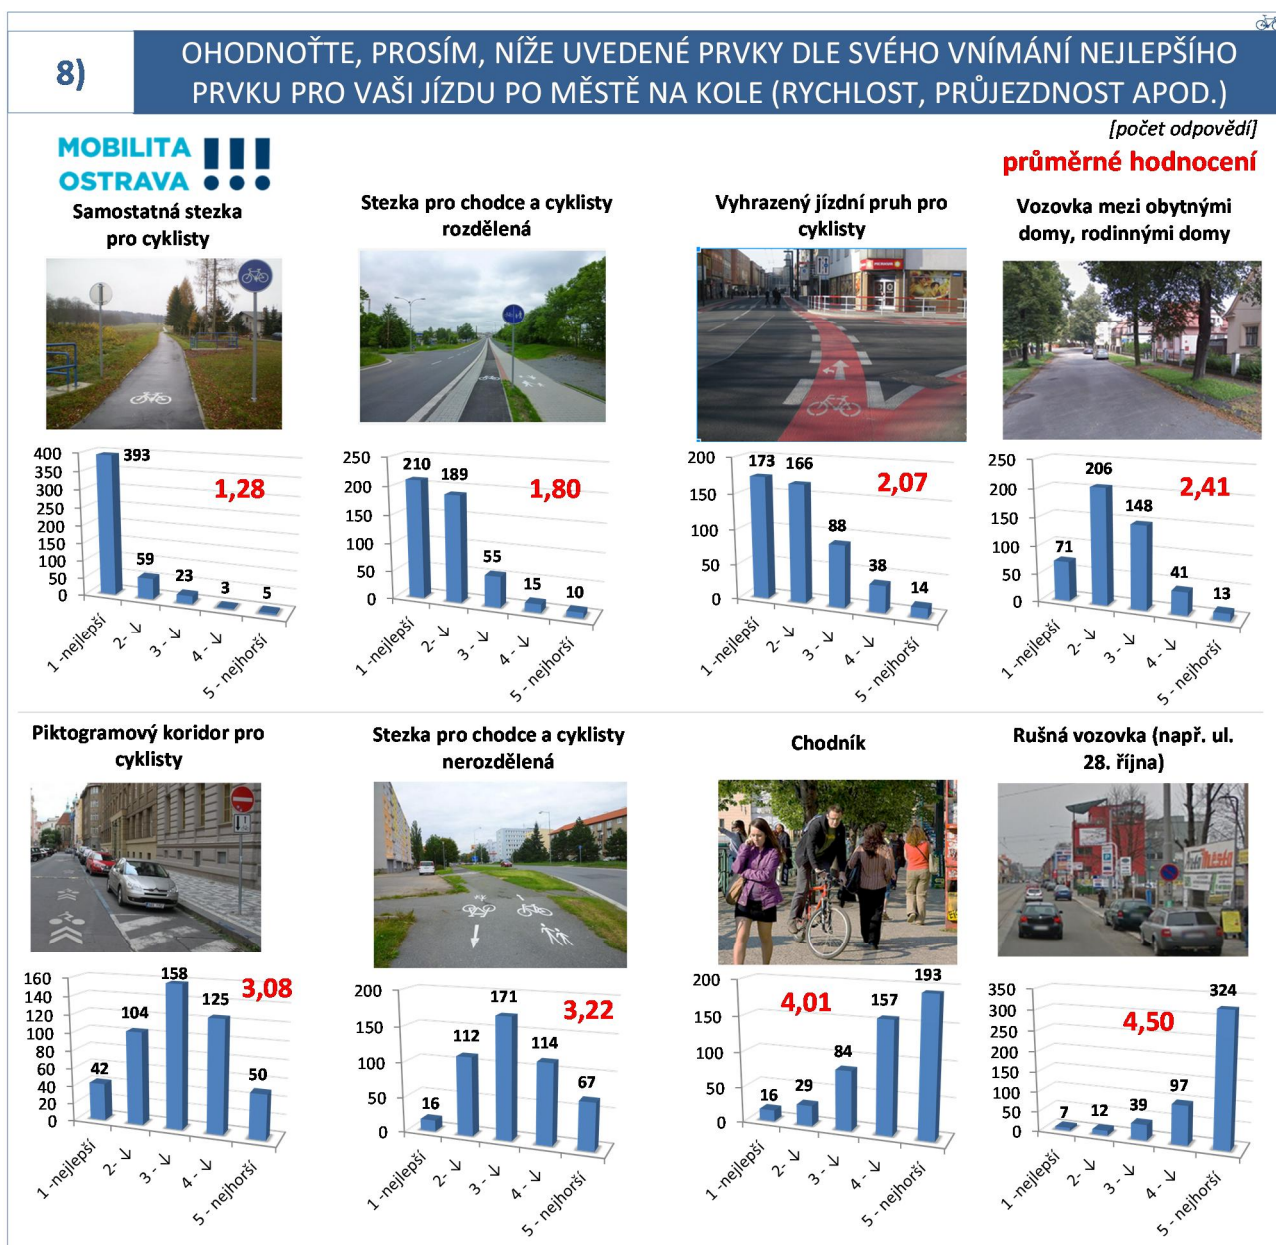 8)
OHODNOŤTE, PROSÍM, NÍŽE UVEDENÉ PRVKY DLE SVÉHO VNÍMÁNÍ NEJLEPŠÍHO
PRVKU PRO VAŠI JÍZDU PO MĚSTĚ NA KOLE (RYCHLOST, PRŮJEZDNOST APOD.)
[počet odpovědí]
průměrné hodnocení
MOBILITA
OSTRAVA !!!
Samostatná stezka
pro cyklisty
400
350
300
250
200
150
100
50
0
393
59
23
3
5
1,28
1 -nejlepší
2- ↓
3 - ↓
4 - ↓
5 - nejhorší
Stezka pro chodce a cyklisty
rozdělená
250
200
150
100
50
0
210
189
55
15
10
1,80
1 -nejlepší
2- ↓
3 - ↓
4 - ↓
5 - nejhorší
Vyhrazený jízdní pruh pro
cyklisty
200
150
100
50
0
173
166
88
38
14
2,07
1 -nejlepší
2- ↓
3 - ↓
4 - ↓
5 - nejhorší
Vozovka mezi obytnými
domy, rodinnými domy
250
200
150
100
50
0
71
206
148
41
13
2,41
1 -nejlepší
2- ↓
3 - ↓
4 - ↓
5 - nejhorší
Piktogramový koridor pro
cyklisty
160
140
120
100
80
60
40
20
0
42
104
158
125
50
3,08
1 -nejlepší
2- ↓
3 - ↓
4 - ↓
5 - nejhorší
Stezka pro chodce a cyklisty
nerozdělená
200
150
100
50
0
16
112
171
114
67
3,22
1 -nejlepší
2- ↓
3 - ↓
4 - ↓
5 - nejhorší
Chodník
200
150
100
50
0
16
29
84
157
193
4,01
1 -nejlepší
2- ↓
3 - ↓
4 - ↓
5 - nejhorší
Rušná vozovka (např. ul.
28. října)
350
300
250
200
150
100
50
0
7
12
39
97
324
4,50
1 -nejlepší
2- ↓
3 - ↓
4 - ↓
5 - nejhorší